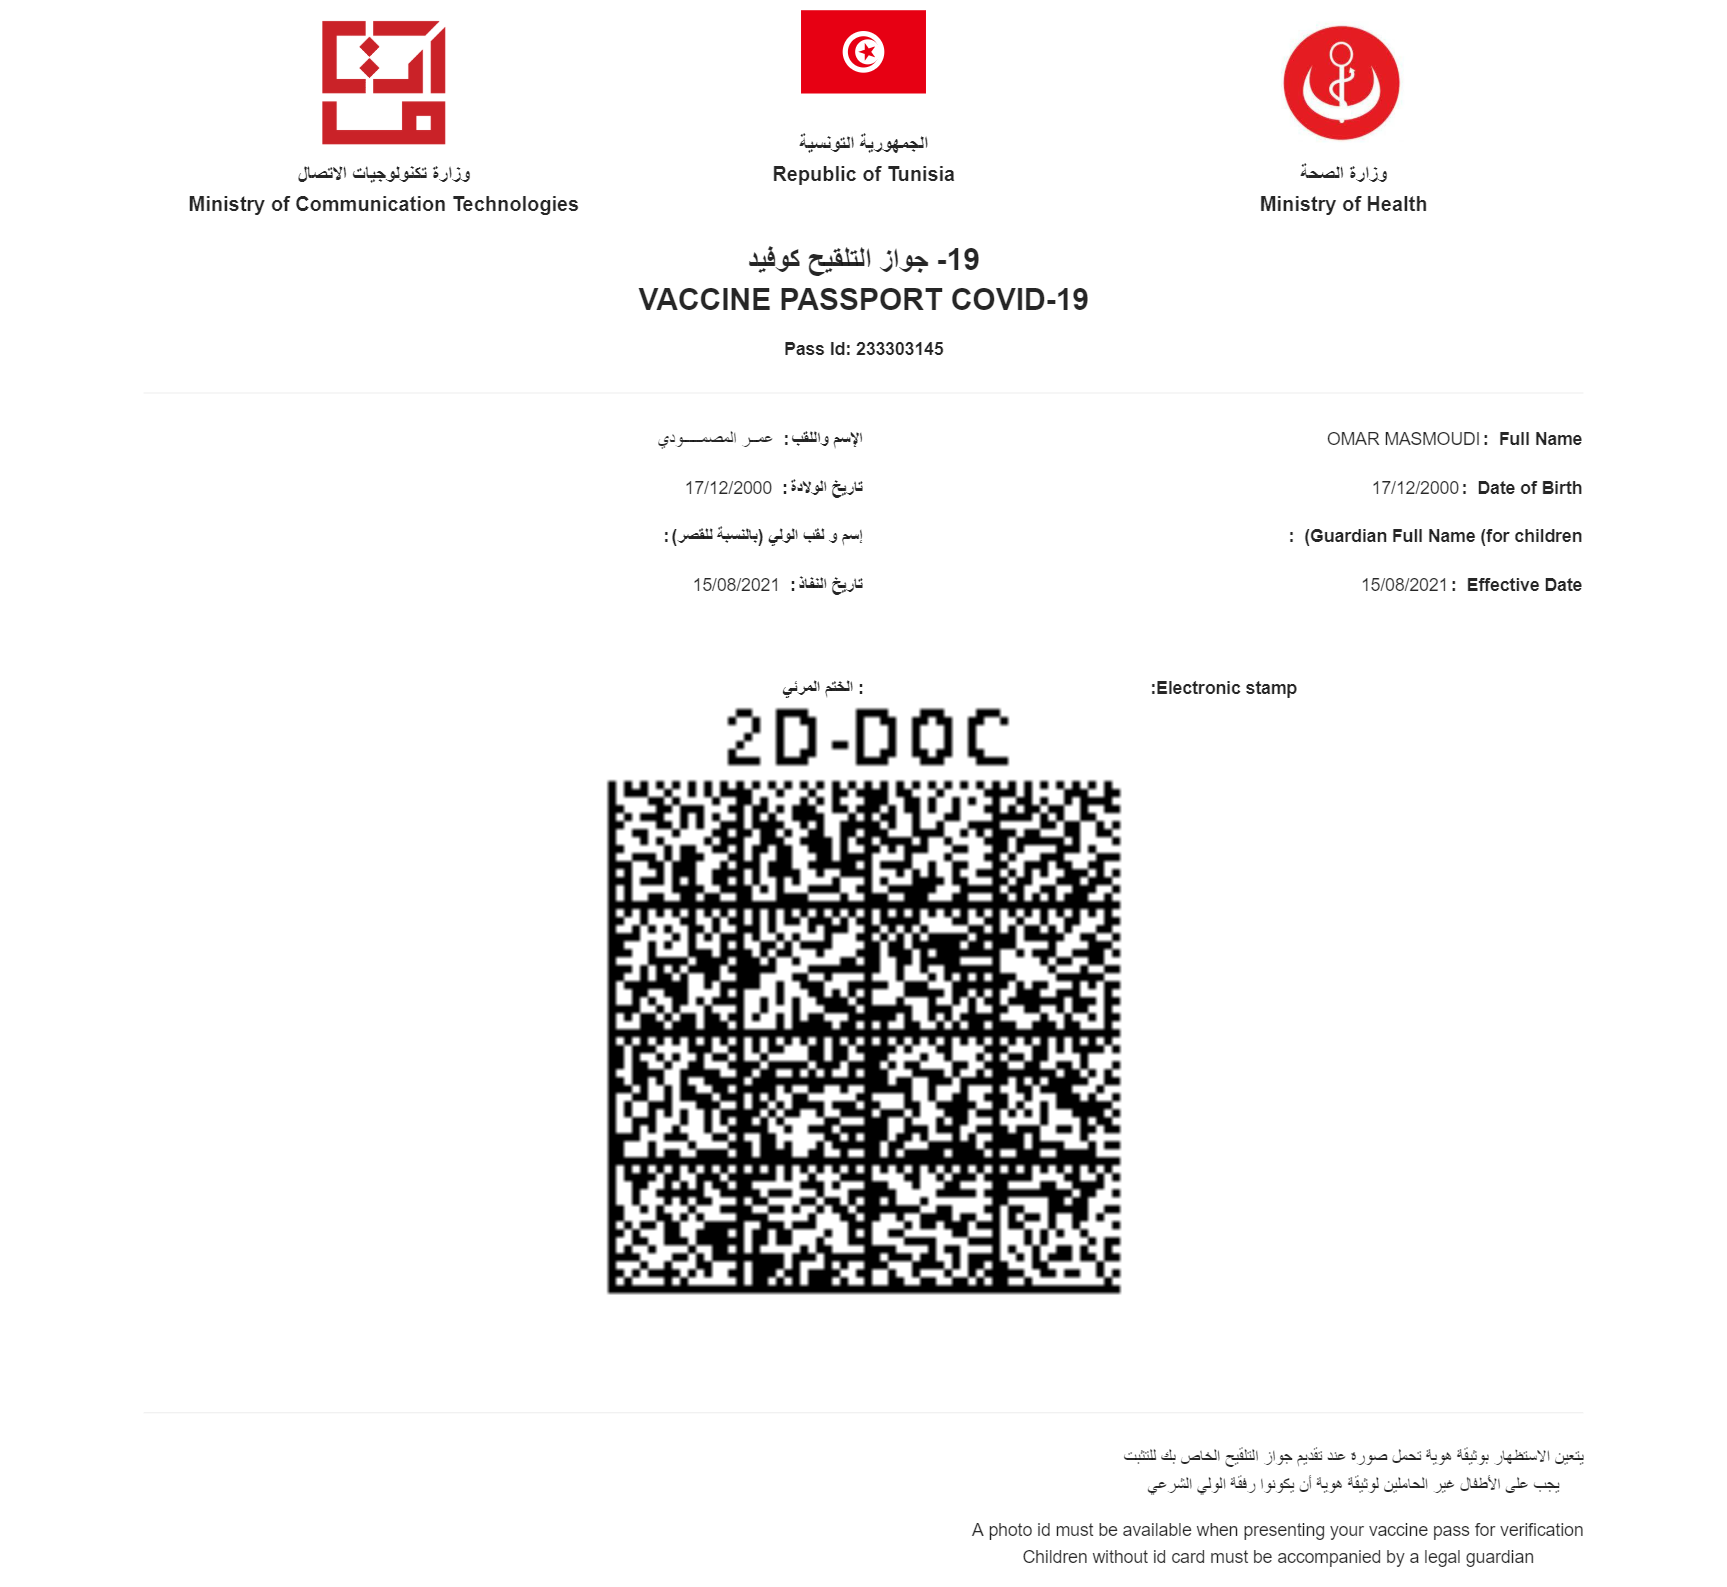 وزارة تكنولوجيات الاتصال
Ministry of Communication Technologies
الجمهورية التونسية
Republic of Tunisia
وزارة الصحة
Ministry of Health
19- جواز التلقيح كوفيد
VACCINE PASSPORT COVID-19
Pass Id: 233303145
الإسم واللقب : عمــر المصمـــــودي
OMAR MASMOUDI : Full Name
تاريخ الولادة : 17/12/2000
17/12/2000 : Date of Birth
إسم و لقب الولي (بالنسبة للقصر) :
: (Guardian Full Name (for children
تاريخ النفاذ : 15/08/2021
15/08/2021 : Effective Date
الختم المرئي :
:Electronic stamp
2D-DOC
يتعين الاستظهار بوثيقة هوية تحمل صورة عند تقديم جواز التلقيح الخاص بك للتثبت
يجب على الأطفال غير الحاملين لوثيقة هوية أن يكونوا رفقة الولي الشرعي
A photo id must be available when presenting your vaccine pass for verification
Children without id card must be accompanied by a legal guardian